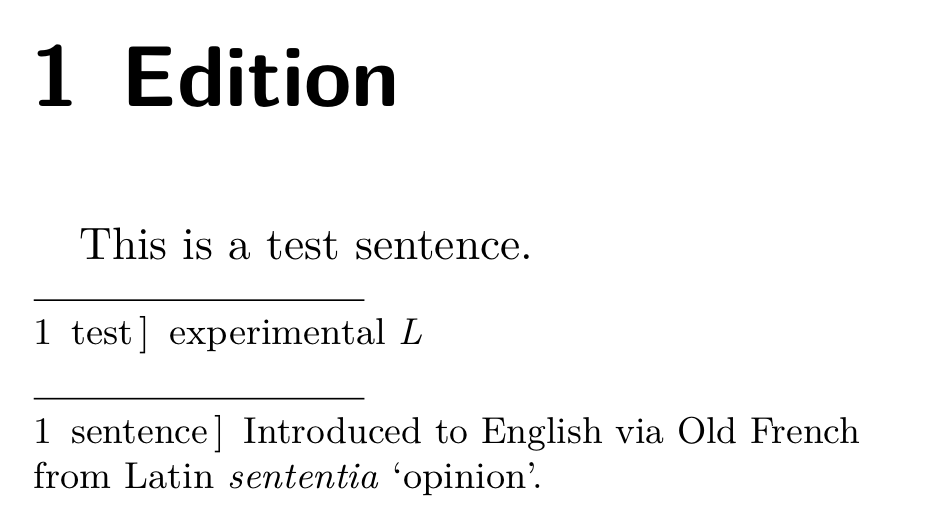 1 Edition
This is a test sentence.
1 test] experimental L
1 sentence] Introduced to English via Old French
from Latin sententia ‘opinion’.